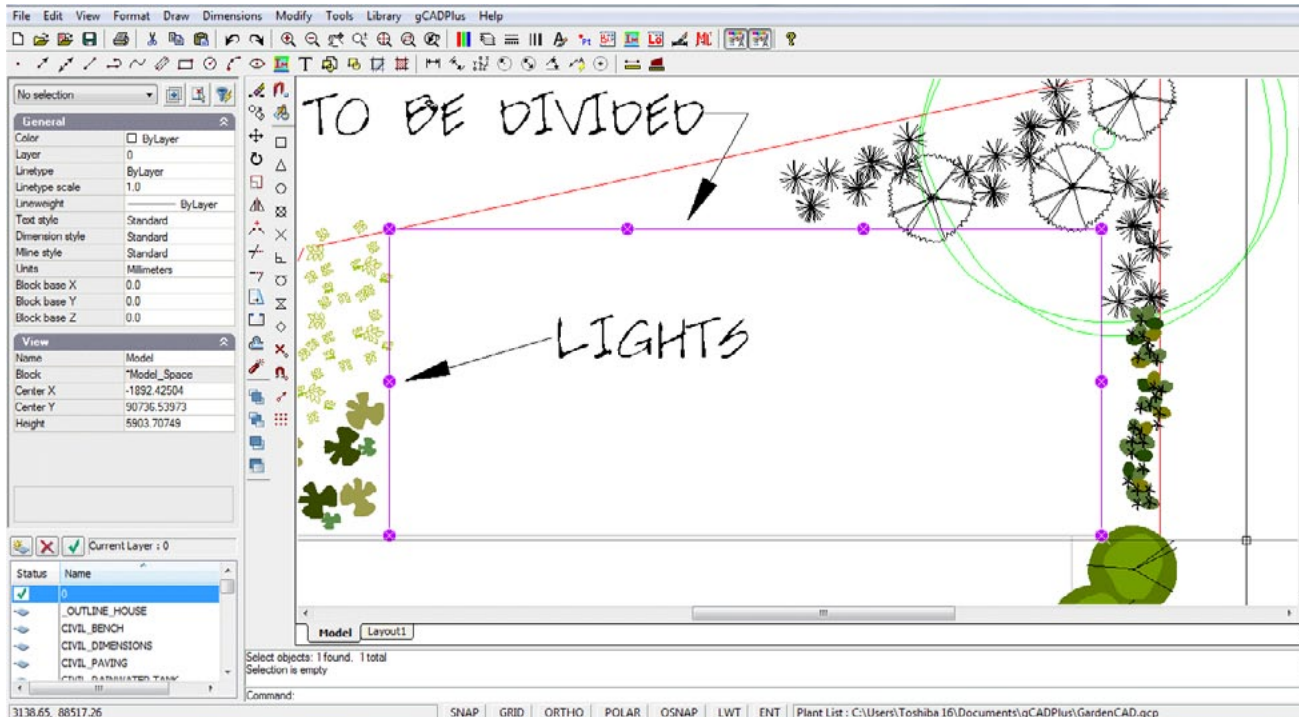 File Edit View Format Draw Dimensions Modify Tools Library gCADPlus Help
No selection
General
Color ByLayer
Layer 0
Linetype ByLayer
Linetype scale 1.0
Lineweight ByLayer
Text style Standard
Dimension style Standard
Mline style Standard
Units Millimeters
Block base X 0.0
Block base Y 0.0
Block base Z 0.0
View
Name Model
Block *Model_Space
Center X -1892.42504
Center Y 90736.53973
Height 5903.70749
TO BE DIVIDED
LIGHTS
Current Layer : 0
Status Name
0
_OUTLINE_HOUSE
CIVIL_BENCH
CIVIL_DIMENSIONS
CIVIL_PAVING
CIVIL_RAINWATER_TANK
Model Layout1
Select objects: 1 found, 1 total
Selection is empty
Command:
3138.65, 88517.26 SNAP GRID ORTHO POLAR OSNAP LWT ENT Plant List : C:\Users\Toshiba 16\Documents\gCADPlus\GardenCAD.gcp